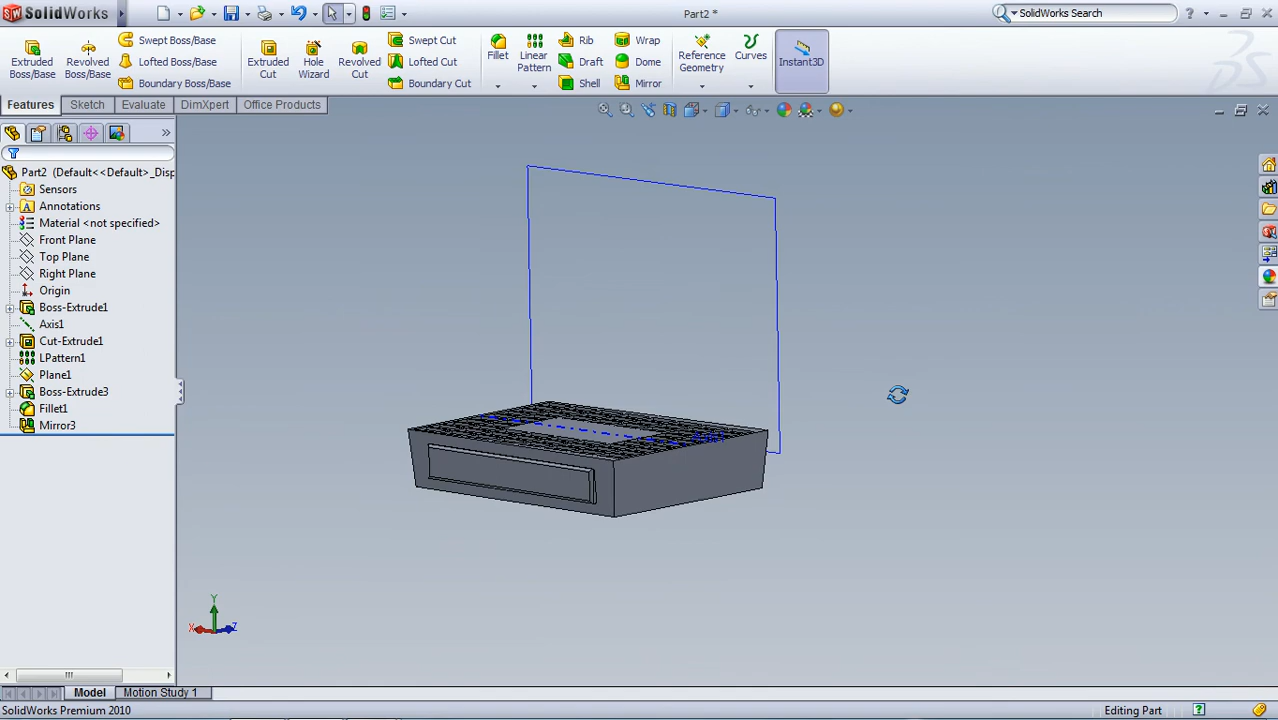 SolidWorks
Part2 *
SolidWorks Search
Extruded Boss/Base
Revolved Boss/Base
Swept Boss/Base
Lofted Boss/Base
Boundary Boss/Base
Extruded Cut
Hole Wizard
Revolved Cut
Swept Cut
Lofted Cut
Boundary Cut
Fillet
Linear Pattern
Rib
Draft
Shell
Wrap
Dome
Mirror
Reference Geometry
Curves
Instant3D
Features
Sketch
Evaluate
DimXpert
Office Products
Part2 (Default<<Default>_Disp
Sensors
Annotations
Material <not specified>
Front Plane
Top Plane
Right Plane
Origin
Boss-Extrude1
Axis1
Cut-Extrude1
LPattern1
Plane1
Boss-Extrude3
Fillet1
Mirror3
Y
X
Z
Model
Motion Study 1
SolidWorks Premium 2010
Editing Part